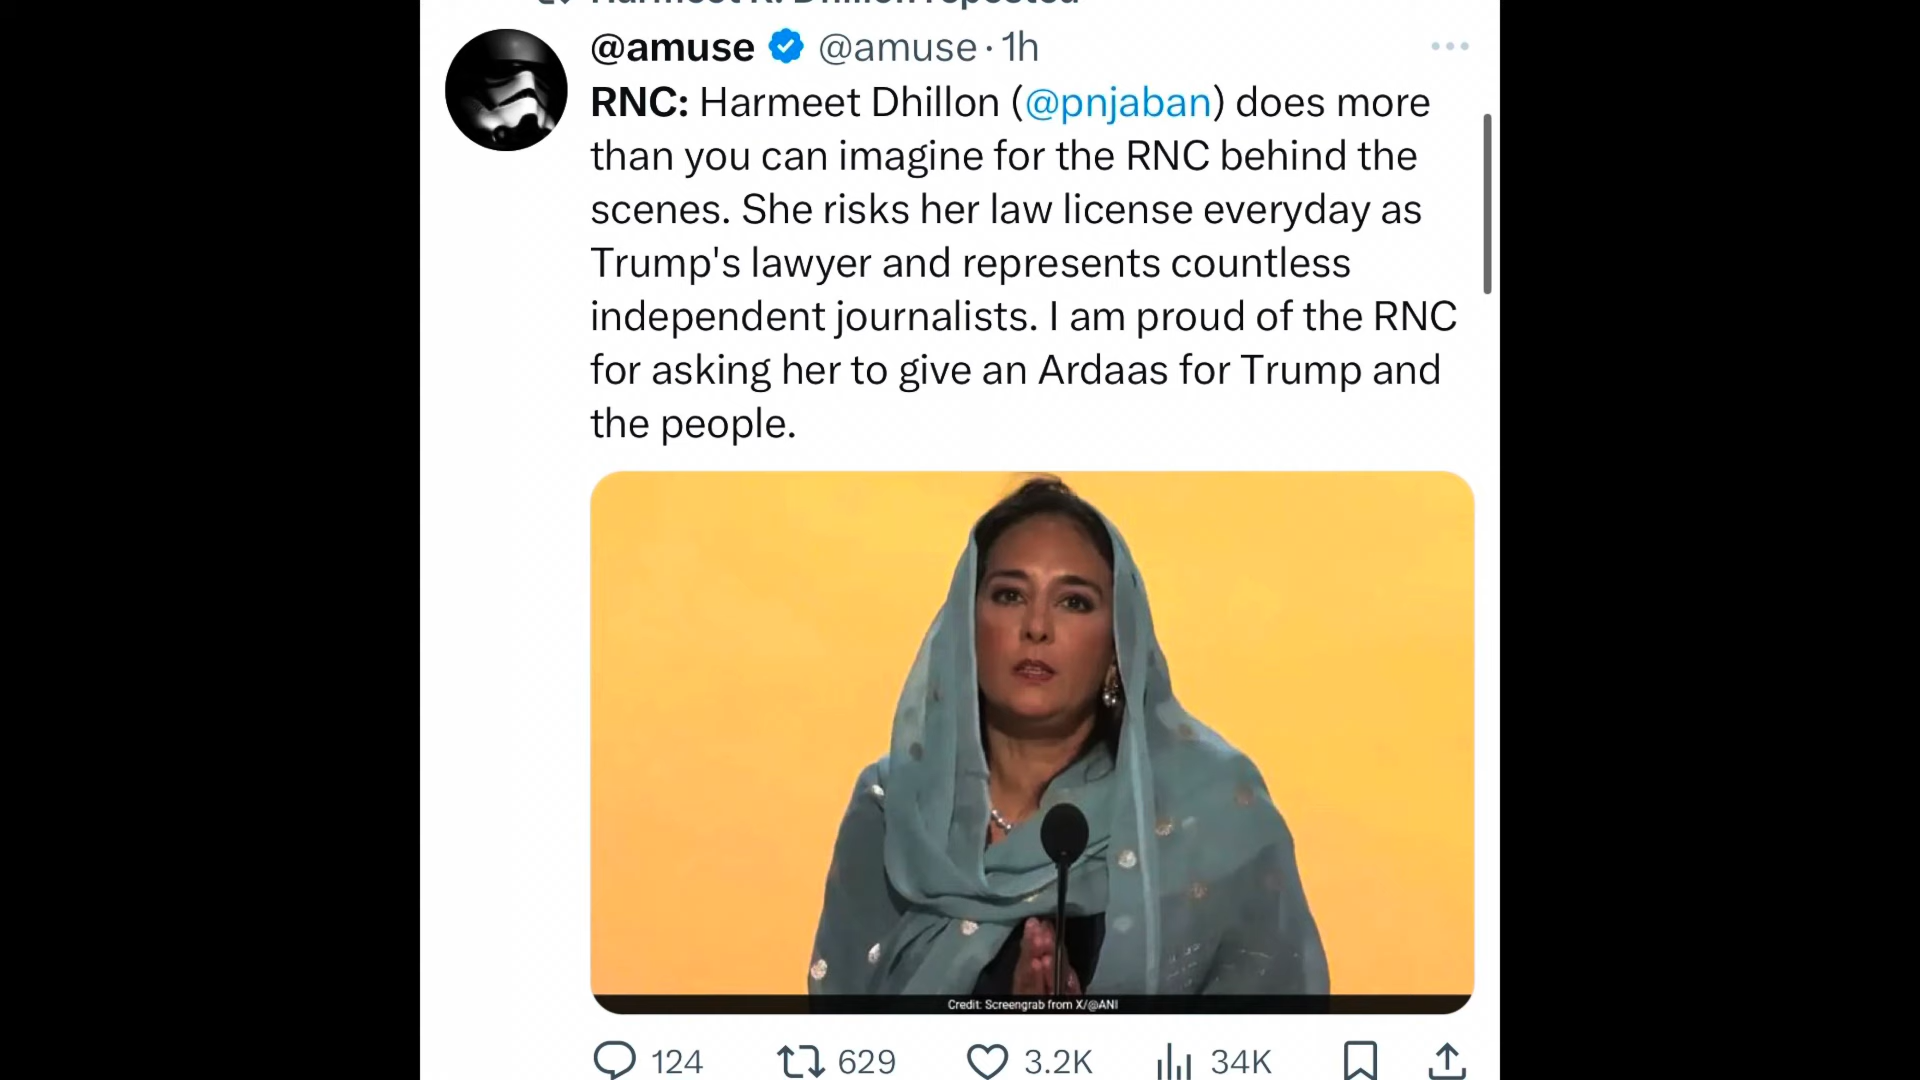 Harmeet K. Dhillon reposted
@amuse @amuse · 1h
RNC: Harmeet Dhillon (@pnjaban) does more
than you can imagine for the RNC behind the
scenes. She risks her law license everyday as
Trump's lawyer and represents countless
independent journalists. I am proud of the RNC
for asking her to give an Ardaas for Trump and
the people.
Credit: Screengrab from X/@ANI
124 629 3.2K 34K